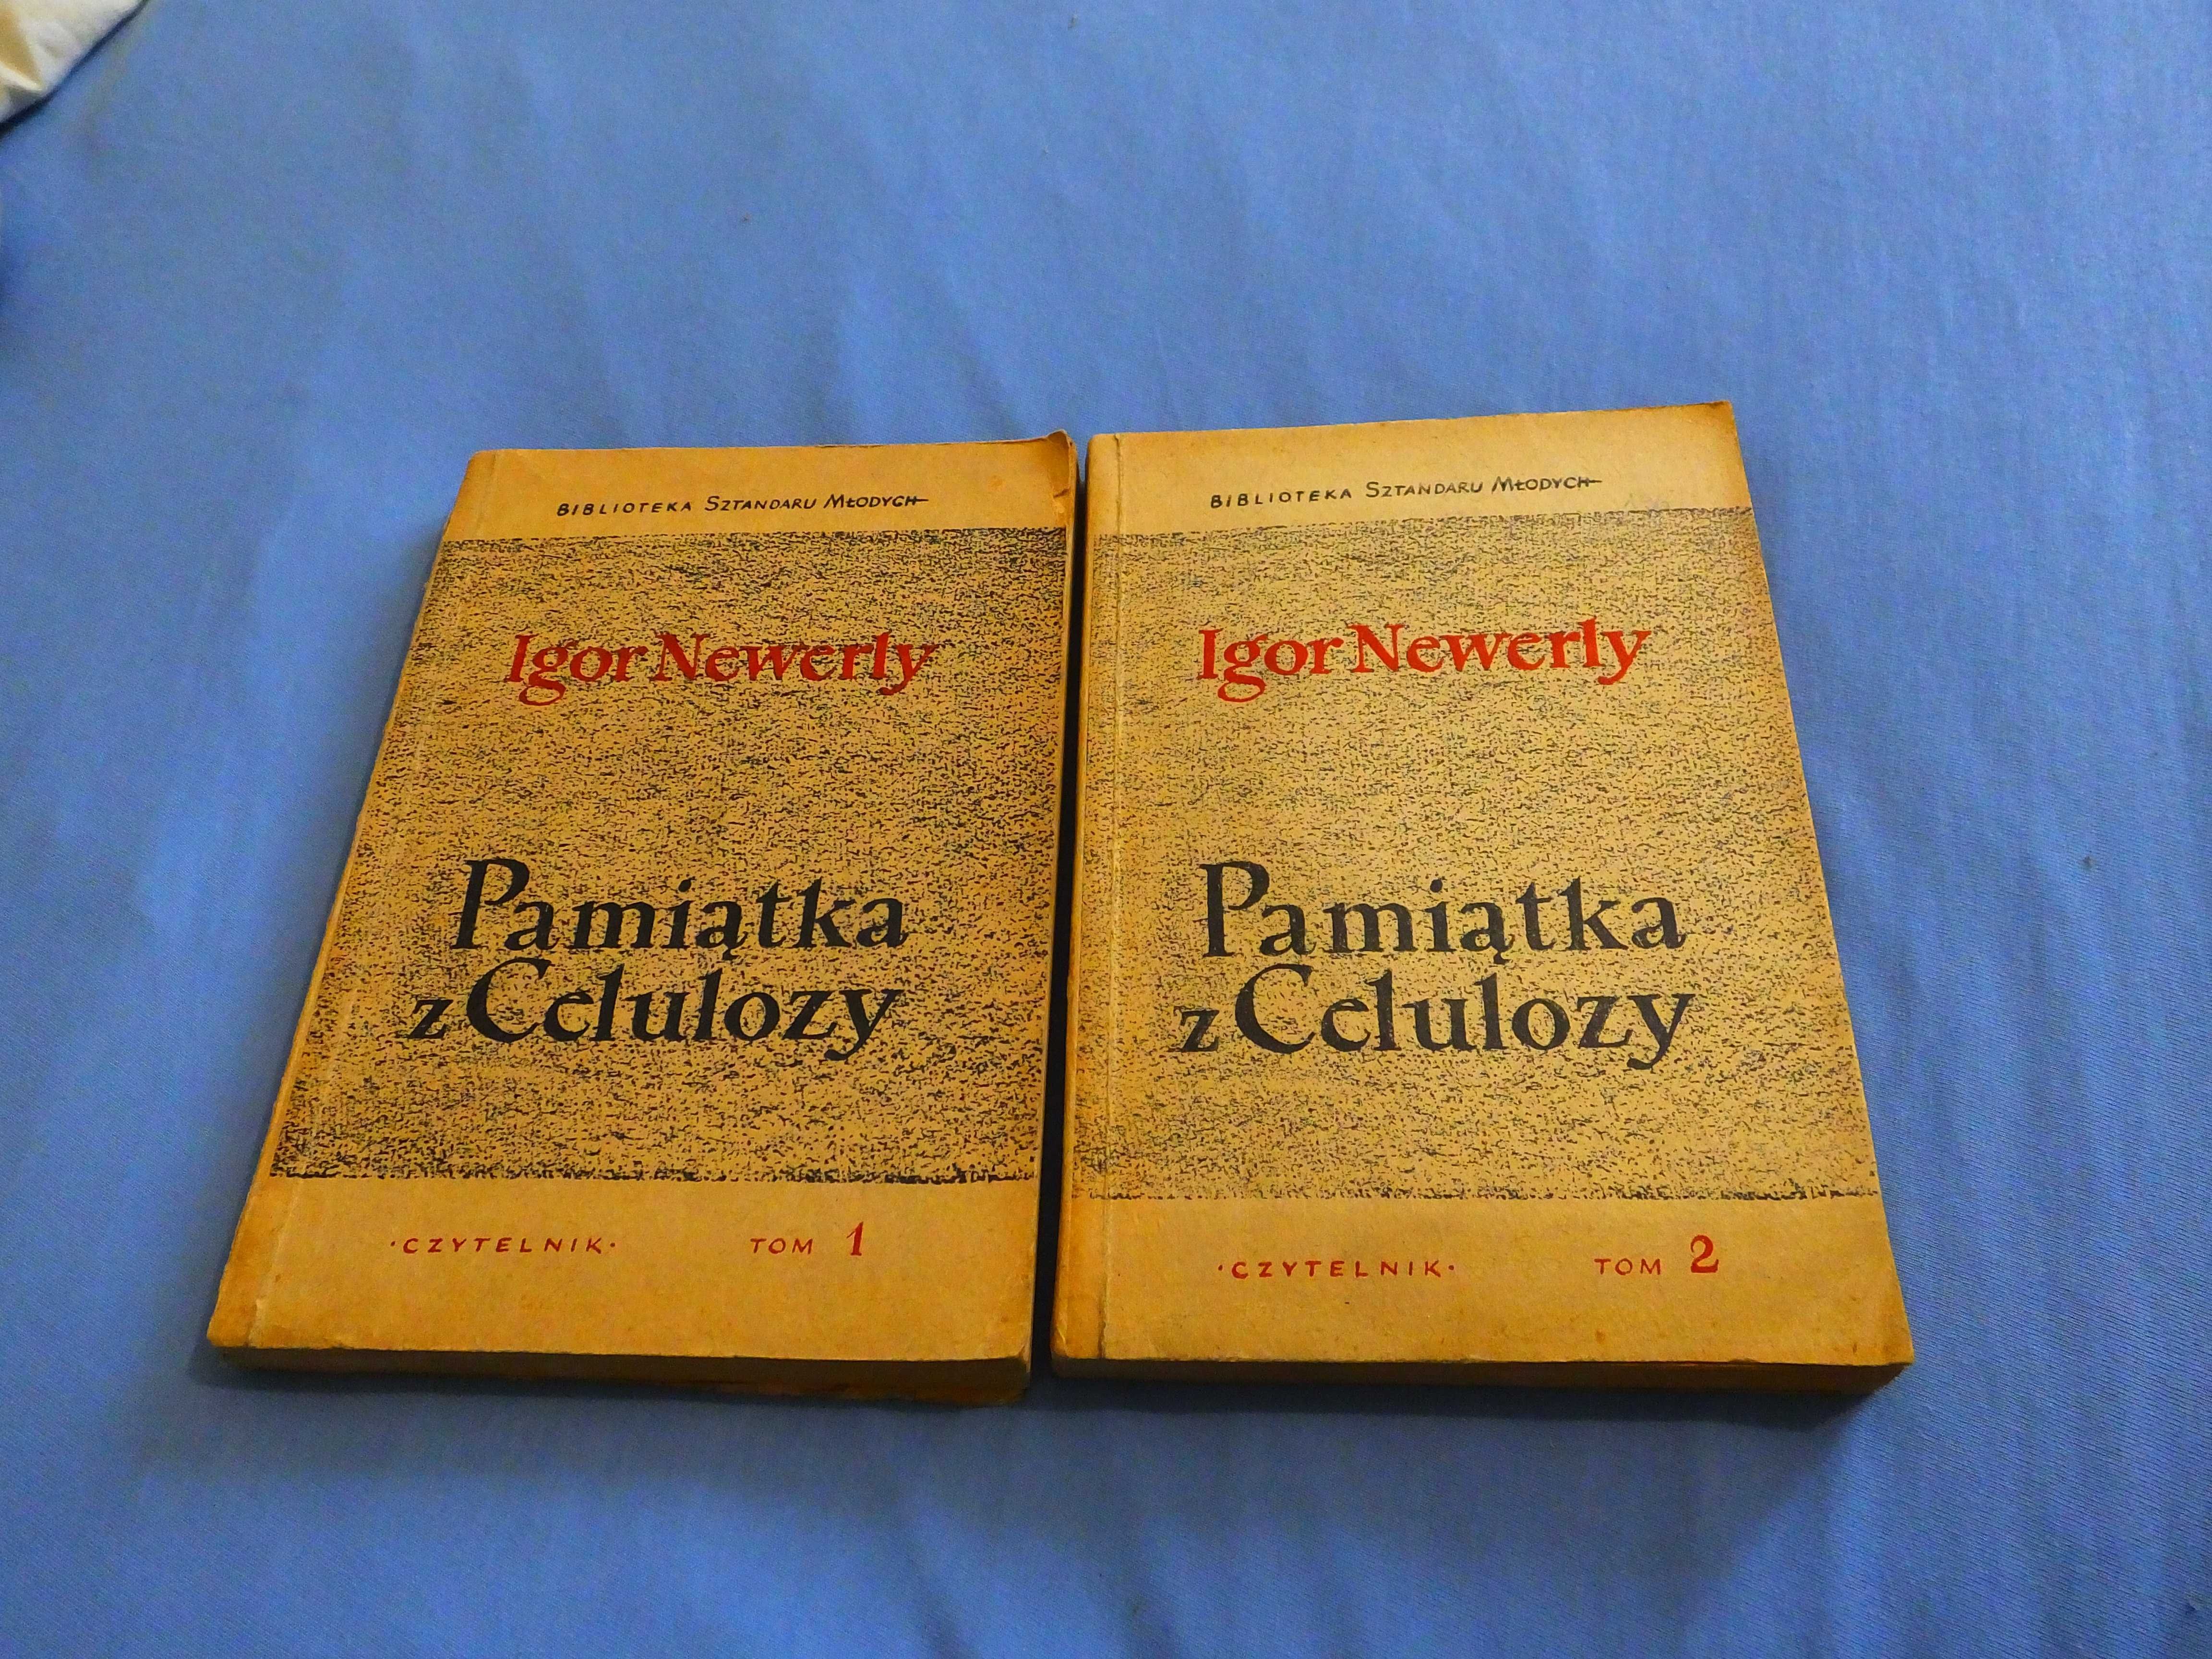 BIBLIOTEKA SZTANDARU MŁODYCH
Igor Newerly
Pamiątka
z Celulozy
·CZYTELNIK· TOM 1
BIBLIOTEKA SZTANDARU MŁODYCH
Igor Newerly
Pamiątka
z Celulozy
·CZYTELNIK· TOM 2